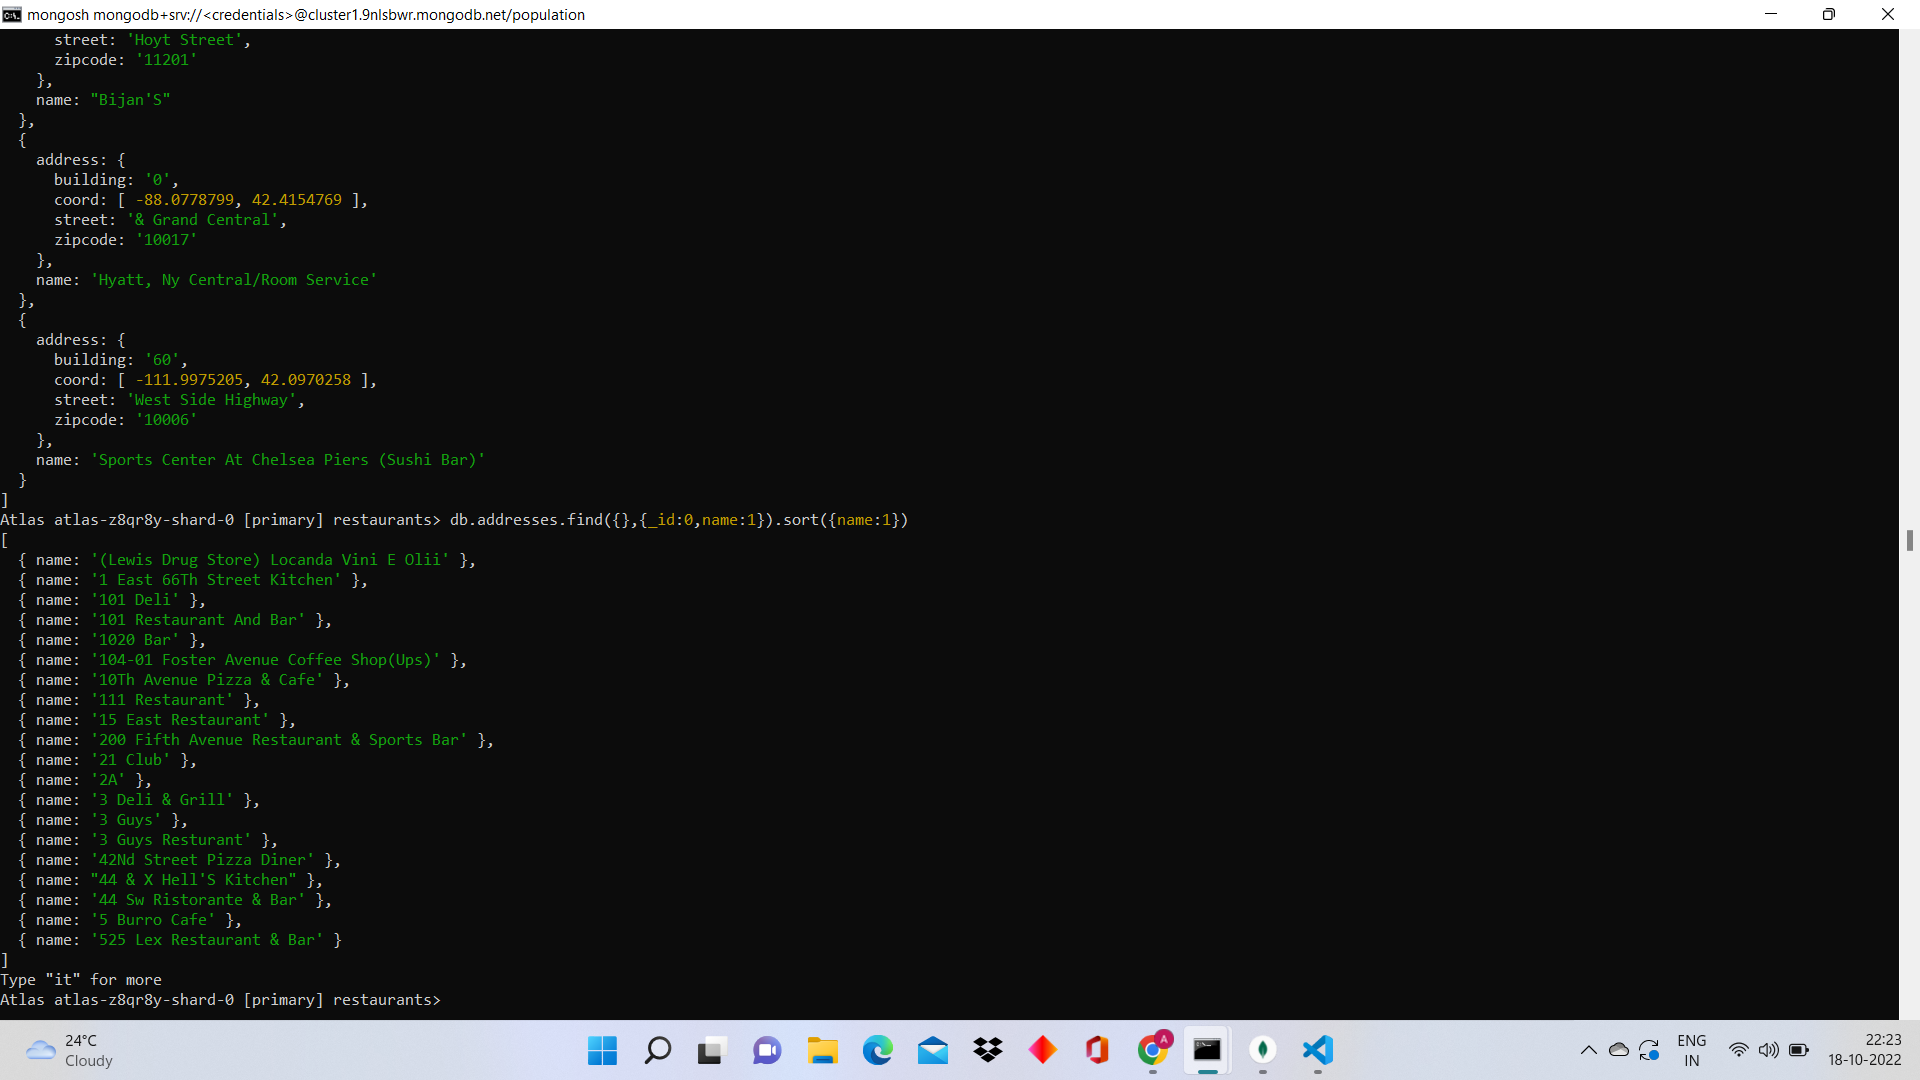 mongosh mongodb+srv://<credentials>@cluster1.9nlsbwr.mongodb.net/population
street: 'Hoyt Street',
zipcode: '11201'
},
name: "Bijan'S"
},
{
address: {
building: '0',
coord: [ -88.0778799, 42.4154769 ],
street: '& Grand Central',
zipcode: '10017'
},
name: 'Hyatt, Ny Central/Room Service'
},
{
address: {
building: '60',
coord: [ -111.9975205, 42.0970258 ],
street: 'West Side Highway',
zipcode: '10006'
},
name: 'Sports Center At Chelsea Piers (Sushi Bar)'
}
]
Atlas atlas-z8qr8y-shard-0 [primary] restaurants> db.addresses.find({},{_id:0,name:1}).sort({name:1})
[
{ name: '(Lewis Drug Store) Locanda Vini E Olii' },
{ name: '1 East 66Th Street Kitchen' },
{ name: '101 Deli' },
{ name: '101 Restaurant And Bar' },
{ name: '1020 Bar' },
{ name: '104-01 Foster Avenue Coffee Shop(Ups)' },
{ name: '10Th Avenue Pizza & Cafe' },
{ name: '111 Restaurant' },
{ name: '15 East Restaurant' },
{ name: '200 Fifth Avenue Restaurant & Sports Bar' },
{ name: '21 Club' },
{ name: '2A' },
{ name: '3 Deli & Grill' },
{ name: '3 Guys' },
{ name: '3 Guys Resturant' },
{ name: '42Nd Street Pizza Diner' },
{ name: "44 & X Hell'S Kitchen" },
{ name: '44 Sw Ristorante & Bar' },
{ name: '5 Burro Cafe' },
{ name: '525 Lex Restaurant & Bar' }
]
Type "it" for more
Atlas atlas-z8qr8y-shard-0 [primary] restaurants>
24°C
Cloudy
A
ENG
IN
22:23
18-10-2022